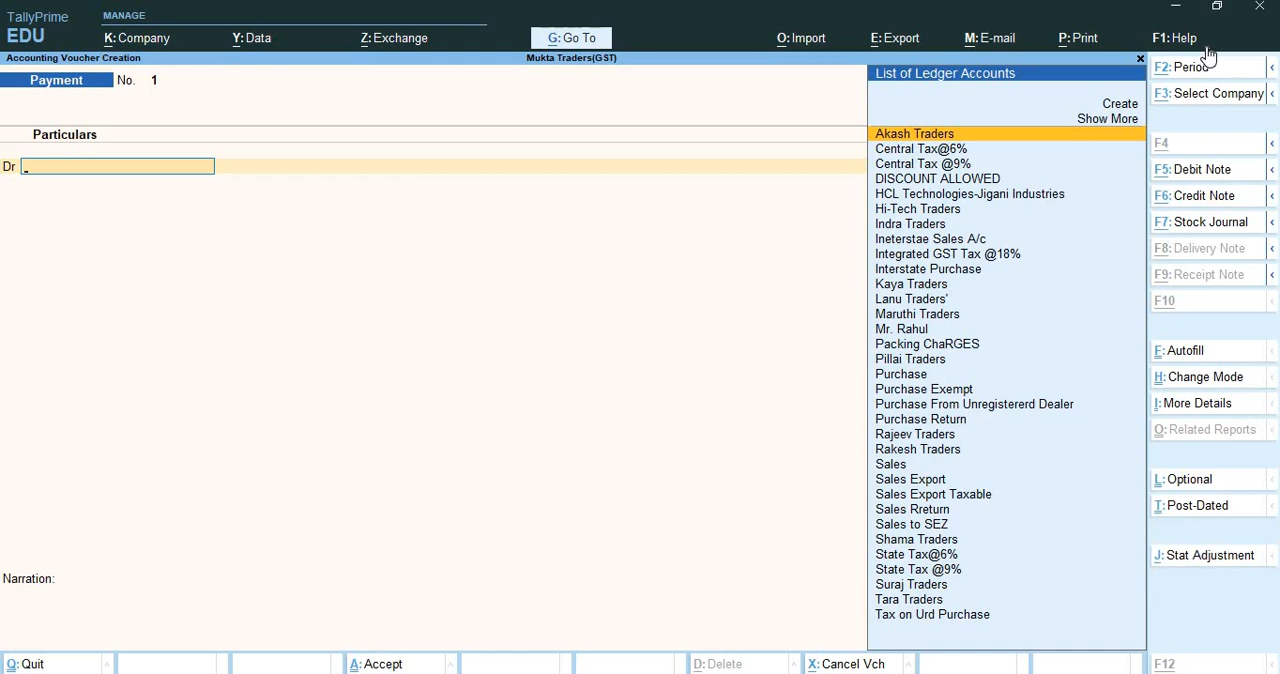 TallyPrime
MANAGE
EDU
K: Company
Y: Data
Z: Exchange
G: Go To
O: Import
E: Export
M: E-mail
P: Print
F1: Help
Accounting Voucher Creation
Mukta Traders(GST)
Payment No. 1
Particulars
Dr
Narration:
List of Ledger Accounts
Create
Show More
Akash Traders
Central Tax@6%
Central Tax @9%
DISCOUNT ALLOWED
HCL Technologies-Jigani Industries
Hi-Tech Traders
Indra Traders
Ineterstae Sales A/c
Integrated GST Tax @18%
Interstate Purchase
Kaya Traders
Lanu Traders'
Maruthi Traders
Mr. Rahul
Packing ChaRGES
Pillai Traders
Purchase
Purchase Exempt
Purchase From Unregistererd Dealer
Purchase Return
Rajeev Traders
Rakesh Traders
Sales
Sales Export
Sales Export Taxable
Sales Rreturn
Sales to SEZ
Shama Traders
State Tax@6%
State Tax @9%
Suraj Traders
Tara Traders
Tax on Urd Purchase
F2: Period
F3: Select Company
F4
F5: Debit Note
F6: Credit Note
F7: Stock Journal
F8: Delivery Note
F9: Receipt Note
F10
F: Autofill
H: Change Mode
I: More Details
O: Related Reports
L: Optional
T: Post-Dated
J: Stat Adjustment
Q: Quit
A: Accept
D: Delete
X: Cancel Vch
F12